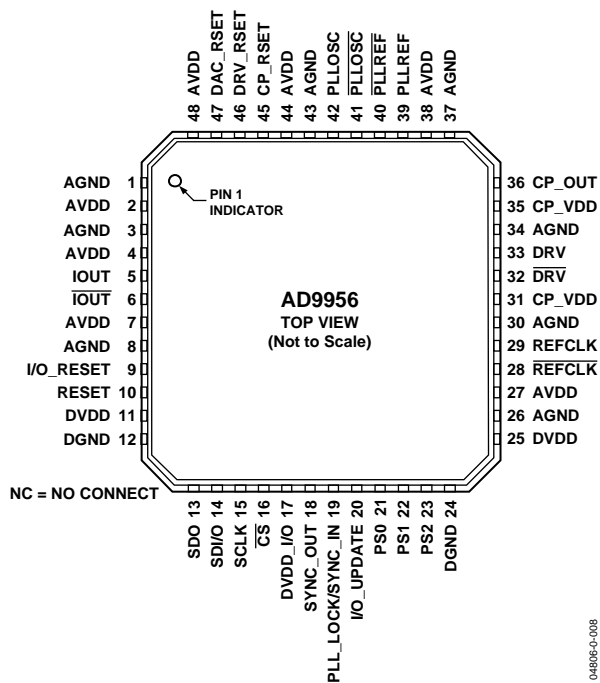 48 AVDD
47 DAC_RSET
46 DRV_RSET
45 CP_RSET
44 AVDD
43 AGND
42 PLLOSC
41 PLLOSC
40 PLLREF
39 PLLREF
38 AVDD
37 AGND
AGND 1
AVDD 2
AGND 3
AVDD 4
IOUT 5
IOUT 6
AVDD 7
AGND 8
I/O_RESET 9
RESET 10
DVDD 11
DGND 12
PIN 1
INDICATOR
AD9956
TOP VIEW
(Not to Scale)
36 CP_OUT
35 CP_VDD
34 AGND
33 DRV
32 DRV
31 CP_VDD
30 AGND
29 REFCLK
28 REFCLK
27 AVDD
26 AGND
25 DVDD
NC = NO CONNECT
SDO 13
SDI/O 14
SCLK 15
CS 16
DVDD_I/O 17
SYNC_OUT 18
PLL_LOCK/SYNC_IN 19
I/O_UPDATE 20
PS0 21
PS1 22
PS2 23
DGND 24
04806-0-008